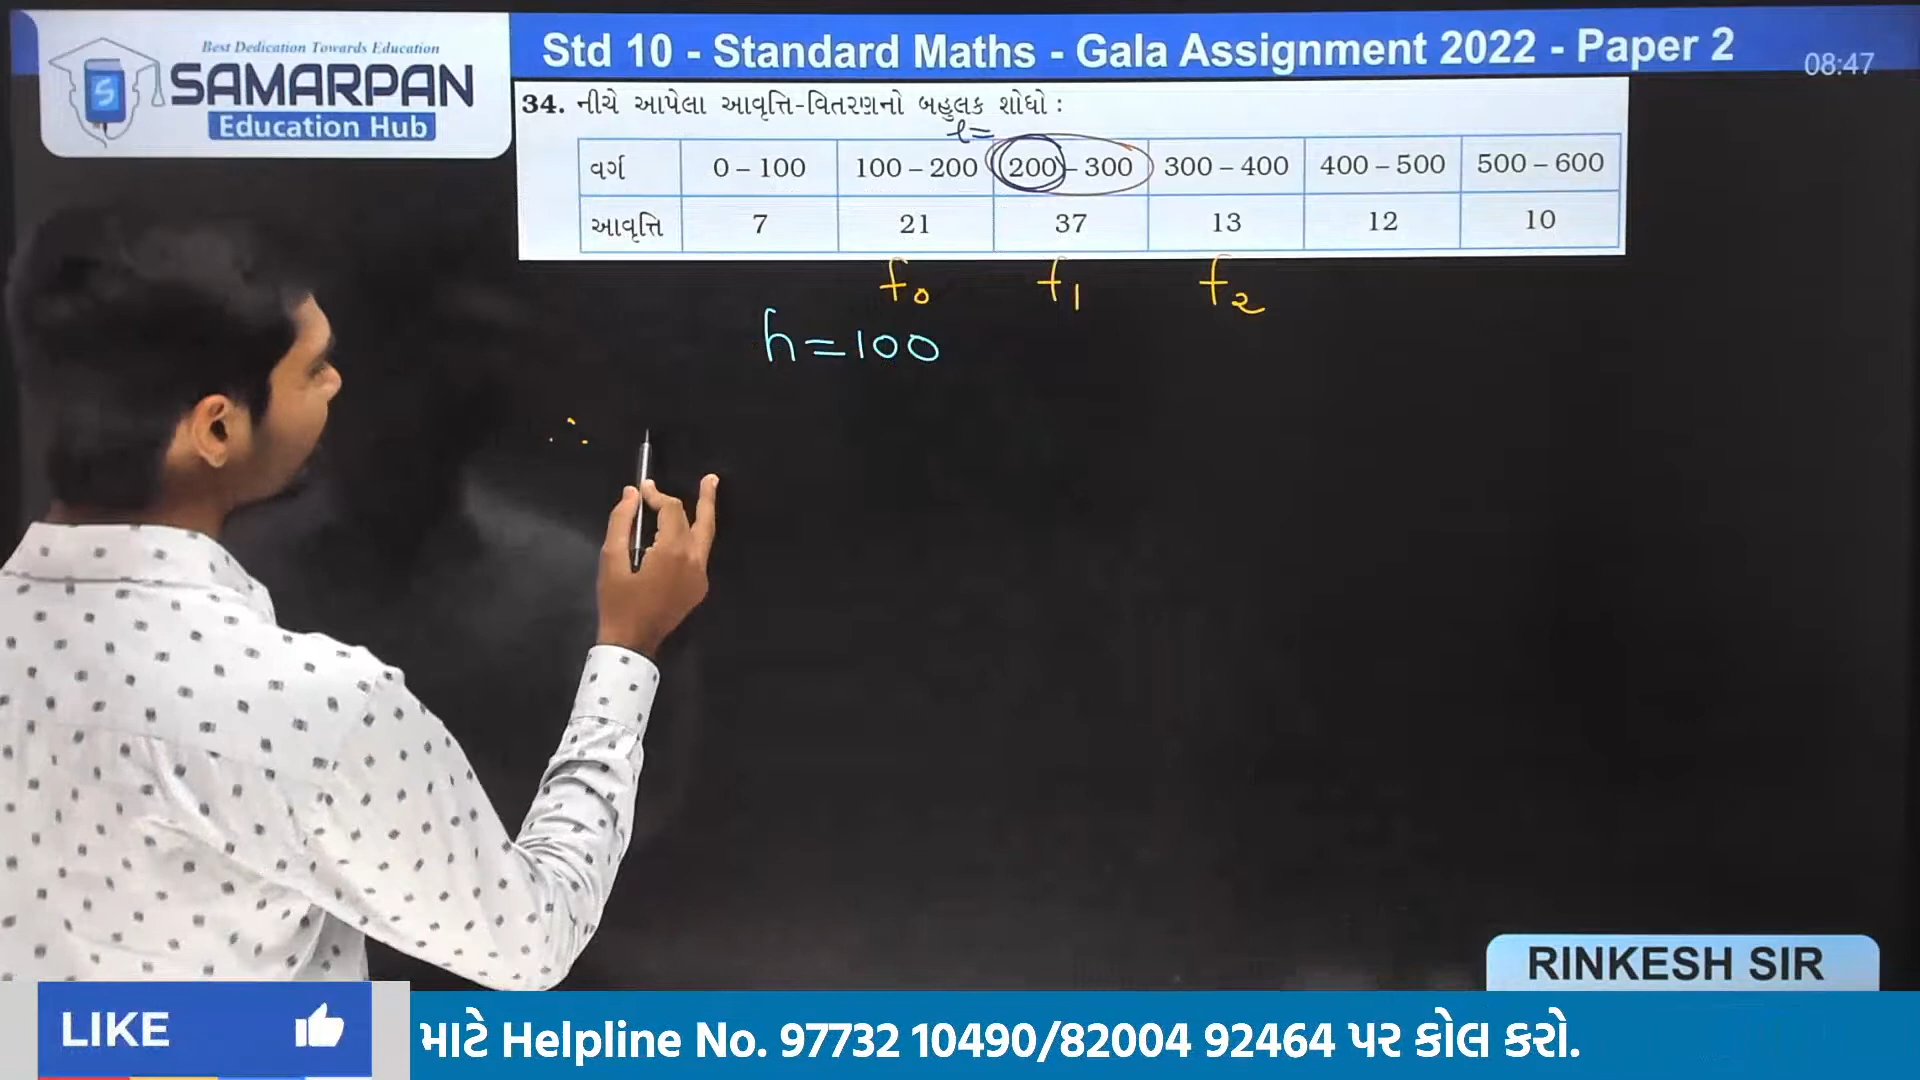 Best Dedication Towards Education
SAMARPAN
Education Hub
Std 10 - Standard Maths - Gala Assignment 2022 - Paper 2
08:47
34. નીચે આપેલા આવૃત્તિ-વિતરણનો બહુલક શોધો :
l=
વર્ગ 0 – 100 100 – 200 200 – 300 300 – 400 400 – 500 500 – 600
આવૃત્તિ 7 21 37 13 12 10
f0 f1 f2
h=100
∴
S
RINKESH SIR
LIKE
માટે Helpline No. 97732 10490/82004 92464 પર કોલ કરો.